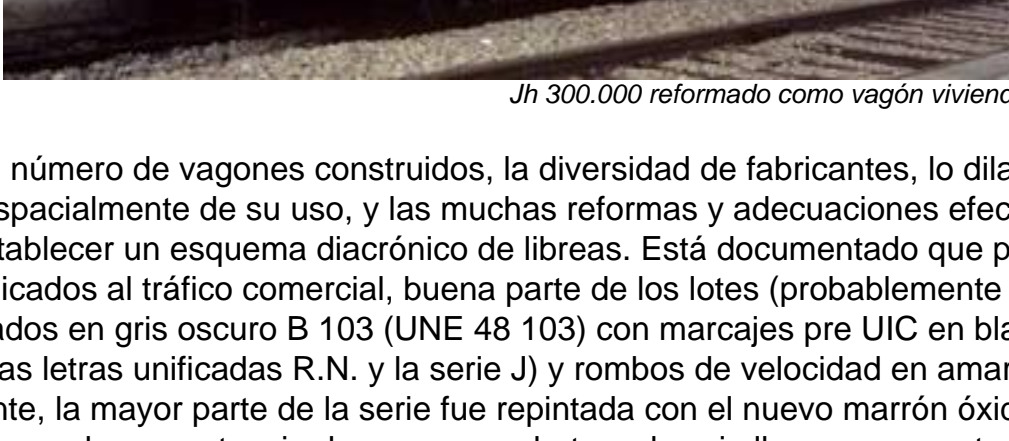 Jh 300.000 reformado como vagón viviend
número de vagones construidos, la diversidad de fabricantes, lo dila
spacialmente de su uso, y las muchas reformas y adecuaciones efec
tablecer un esquema diacrónico de libreas. Está documentado que p
icados al tráfico comercial, buena parte de los lotes (probablemente
ados en gris oscuro B 103 (UNE 48 103) con marcajes pre UIC en bla
as letras unificadas R.N. y la serie J) y rombos de velocidad en amar
nte, la mayor parte de la serie fue repintada con el nuevo marrón óxid